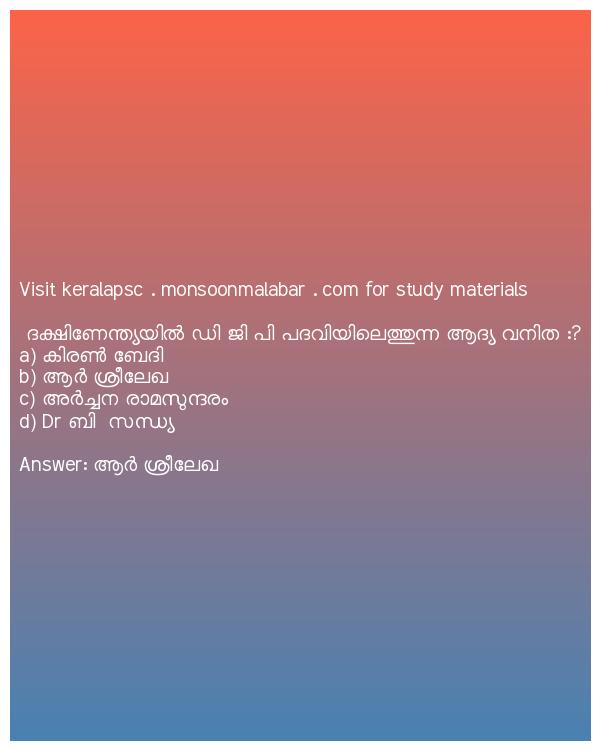 Visit keralapsc . monsoonmalabar . com for study materials
ദക്ഷിണേന്ത്യയിൽ ഡി ജി പി പദവിയിലെത്തുന്ന ആദ്യ വനിത :?
a) കിരൺ ബേദി
b) ആർ ശ്രീലേഖ
c) അർച്ചന രാമസുന്ദരം
d) Dr ബി സന്ധ്യ
Answer: ആർ ശ്രീലേഖ